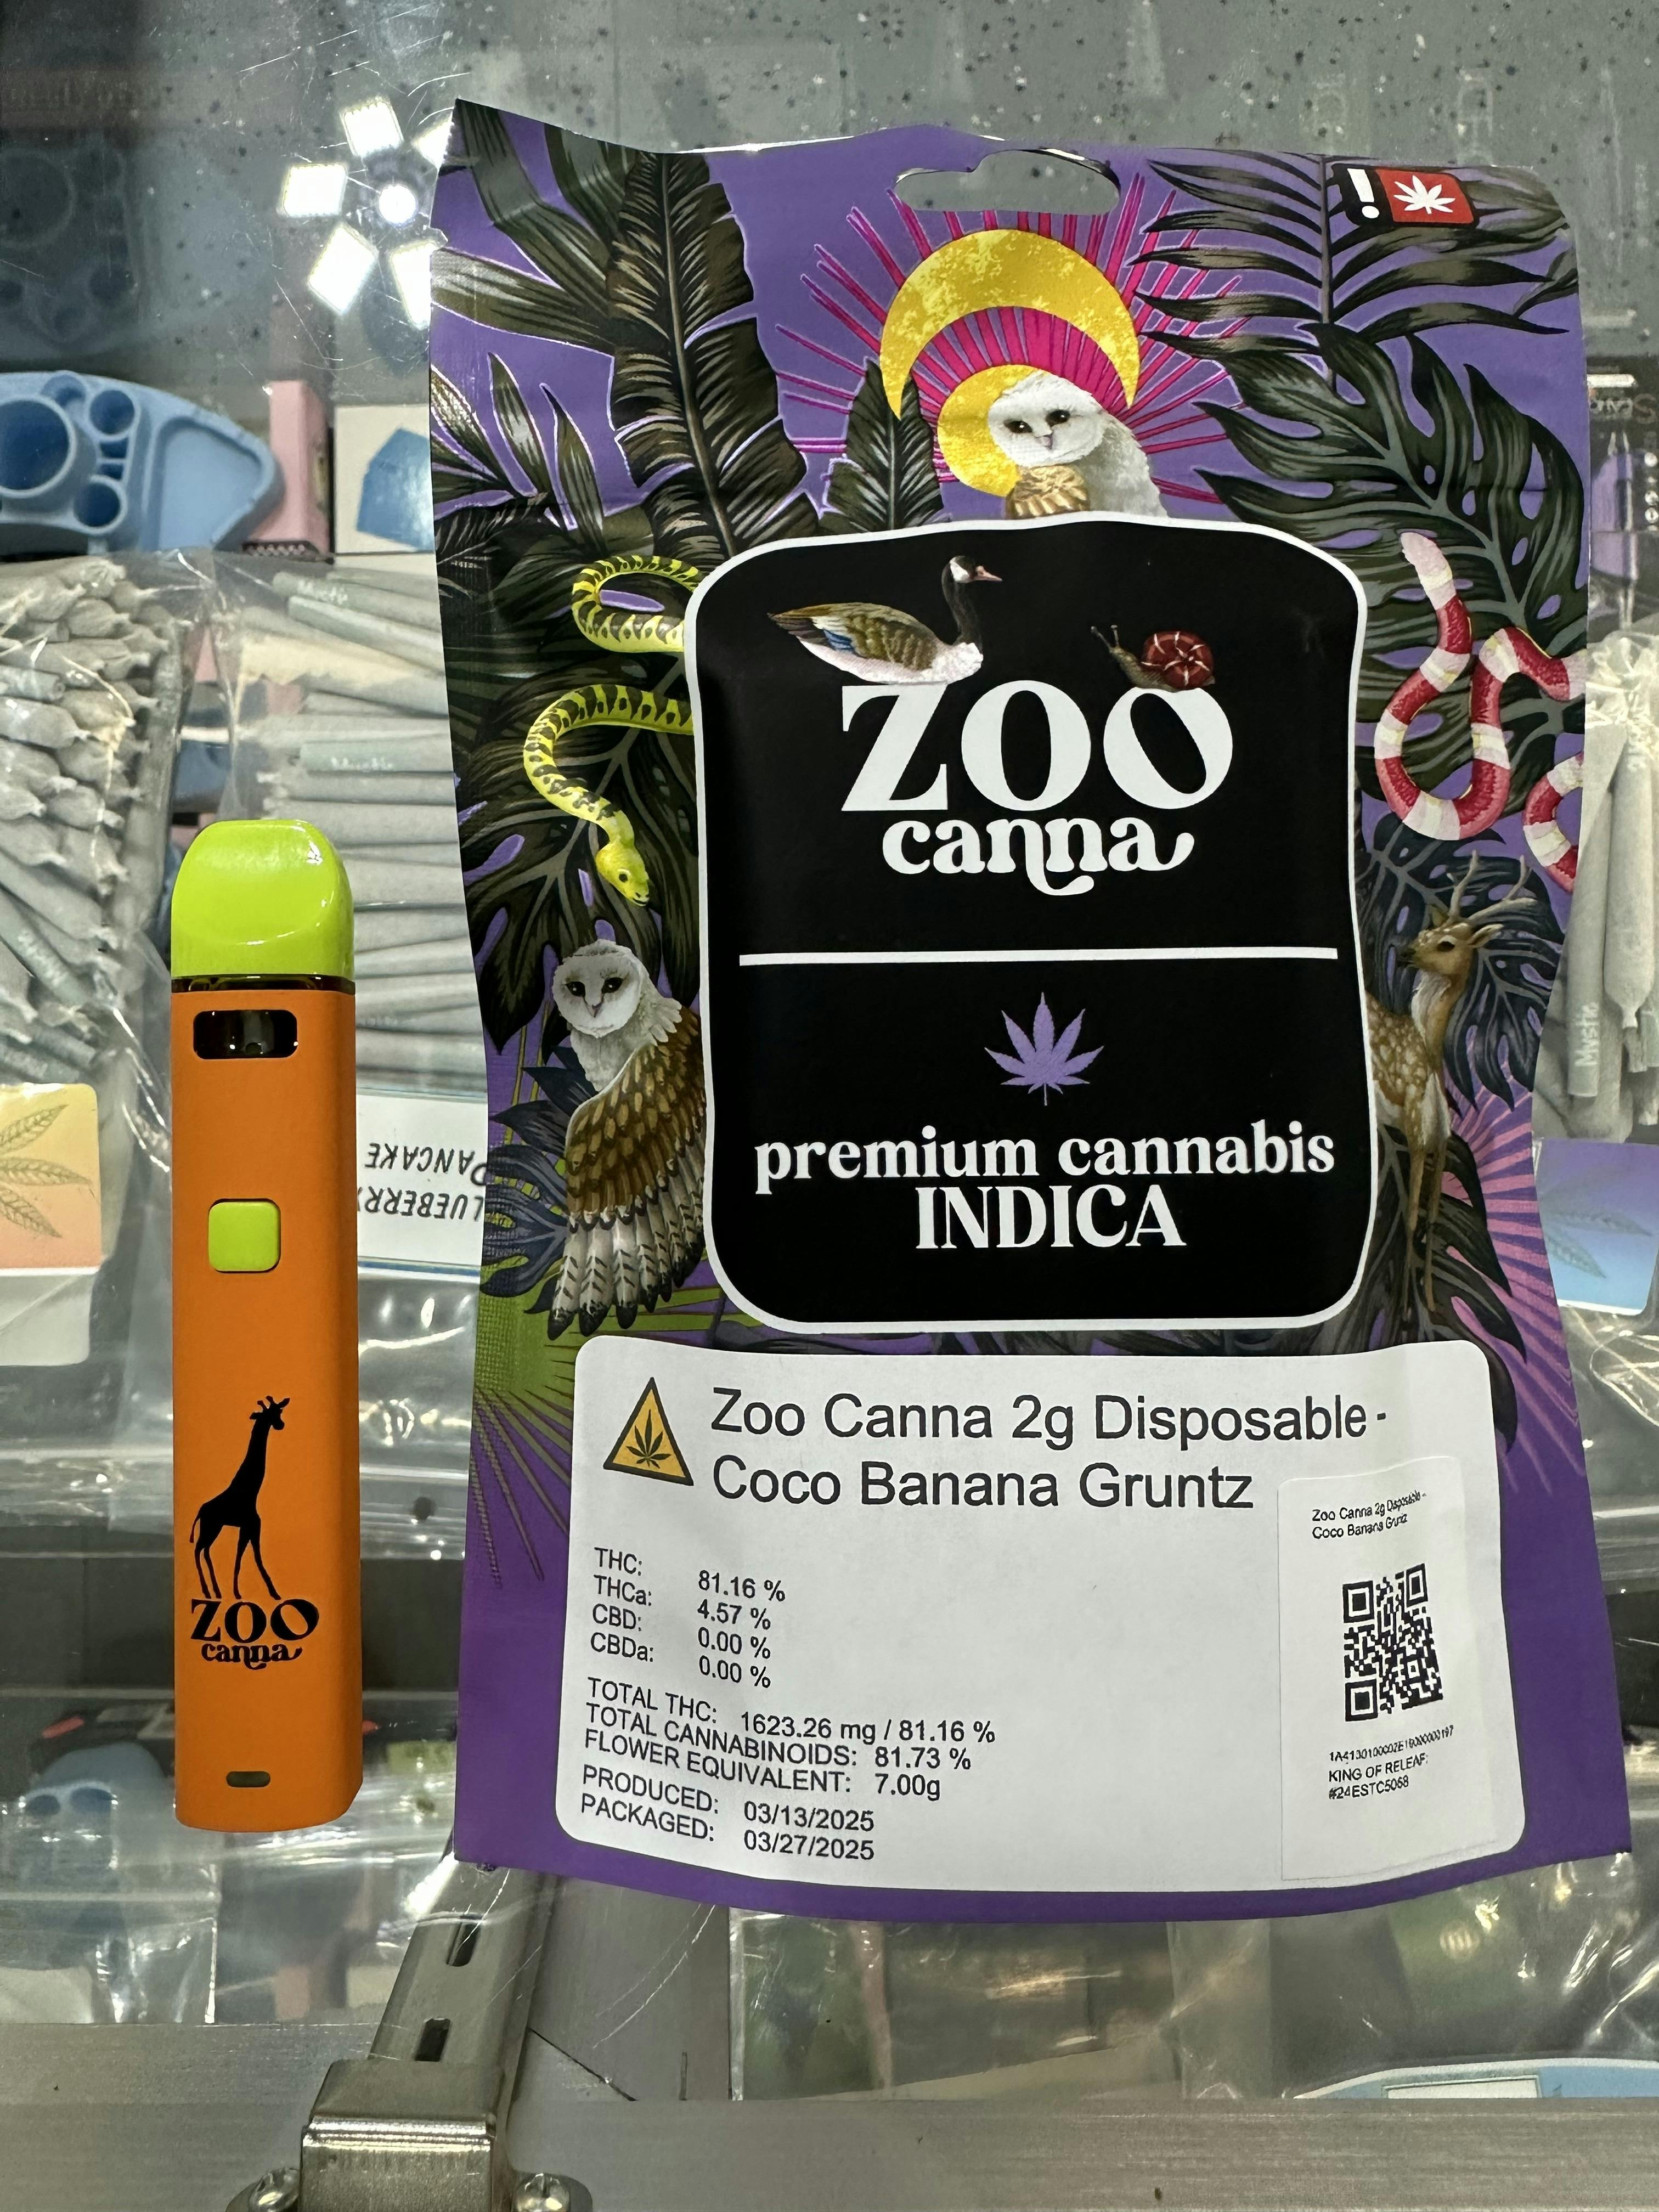 ZOO
canna
premium cannabis
INDICA
Zoo Canna 2g Disposable -
Coco Banana Gruntz
THC: 81.16 %
THCa: 4.57 %
CBD: 0.00 %
CBDa: 0.00 %
TOTAL THC: 1623.26 mg / 81.16 %
TOTAL CANNABINOIDS: 81.73 %
FLOWER EQUIVALENT: 7.00g
PRODUCED: 03/13/2025
PACKAGED: 03/27/2025
Zoo Canna 2g Disposable -
Coco Banana Gruntz
KING OF RELEAF:
#24ESTC5068
ZOO
canna
PANCAKE
Mystic